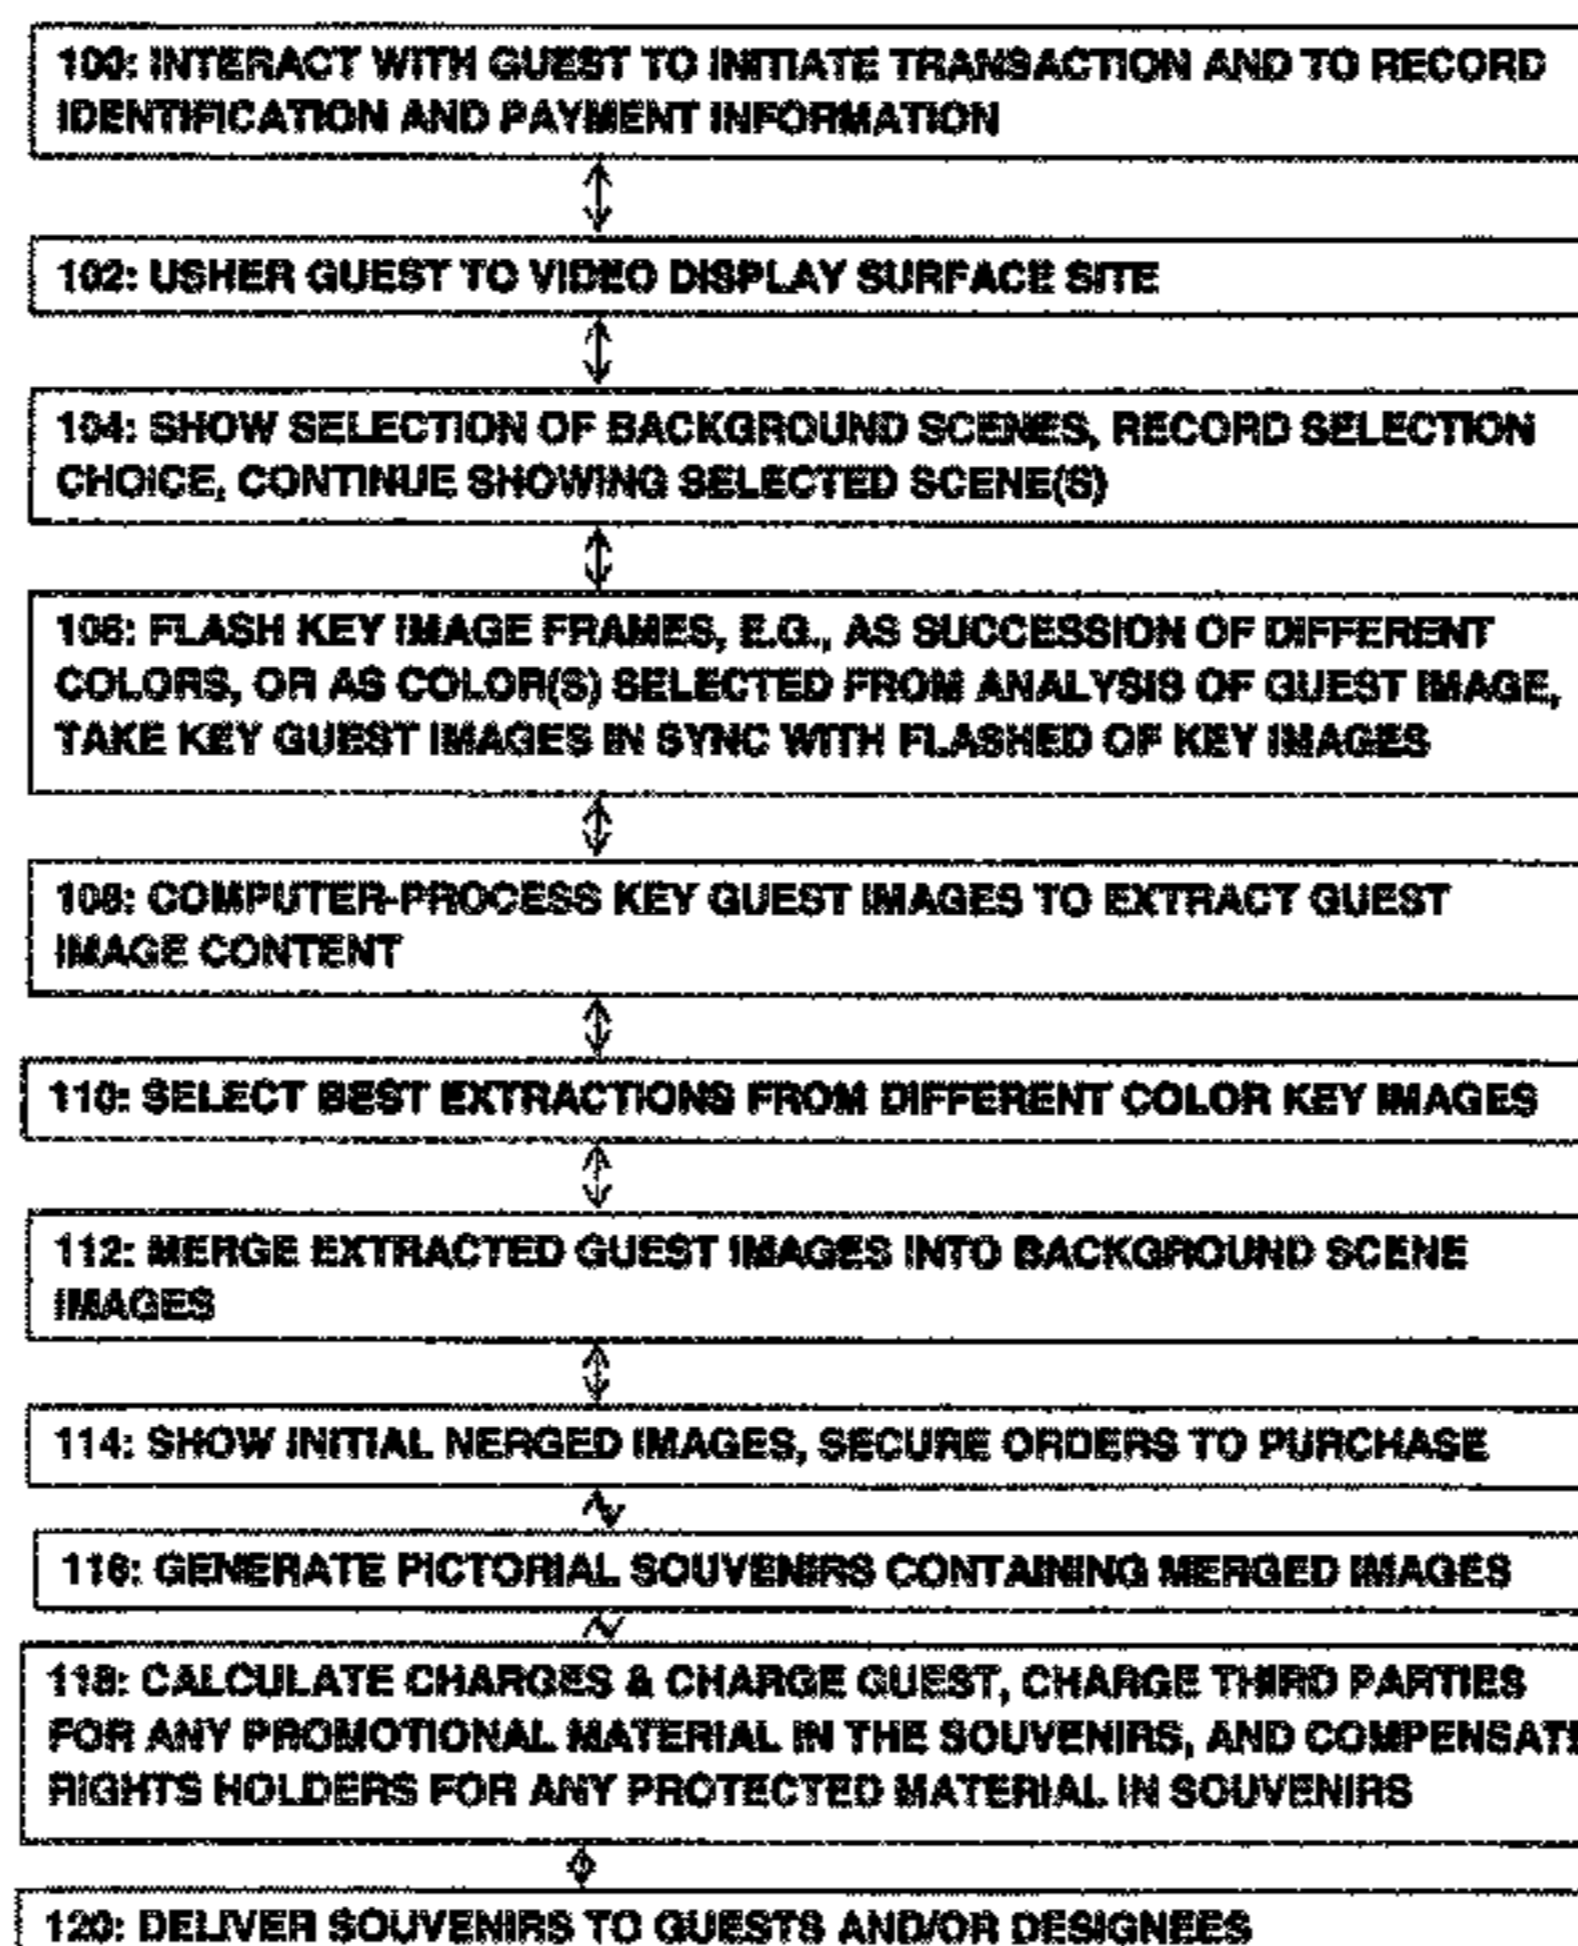 100: INTERACT WITH GUEST TO INITIATE TRANSACTION AND TO RECORD
IDENTIFICATION AND PAYMENT INFORMATION
102: USHER GUEST TO VIDEO DISPLAY SURFACE SITE
104: SHOW SELECTION OF BACKGROUND SCENES, RECORD SELECTION
CHOICE, CONTINUE SHOWING SELECTED SCENE(S)
106: FLASH KEY IMAGE FRAMES, E.G., AS SUCCESSION OF DIFFERENT
COLORS, OR AS COLOR(S) SELECTED FROM ANALYSIS OF GUEST IMAGE,
TAKE KEY GUEST IMAGES IN SYNC WITH FLASHED OF KEY IMAGES
108: COMPUTER-PROCESS KEY GUEST IMAGES TO EXTRACT GUEST
IMAGE CONTENT
110: SELECT BEST EXTRACTIONS FROM DIFFERENT COLOR KEY IMAGES
112: MERGE EXTRACTED GUEST IMAGES INTO BACKGROUND SCENE
IMAGES
114: SHOW INITIAL NERGED IMAGES, SECURE ORDERS TO PURCHASE
116: GENERATE PICTORIAL SOUVENIRS CONTAINING MERGED IMAGES
118: CALCULATE CHARGES & CHARGE GUEST, CHARGE THIRD PARTIES
FOR ANY PROMOTIONAL MATERIAL IN THE SOUVENIRS, AND COMPENSATE
RIGHTS HOLDERS FOR ANY PROTECTED MATERIAL IN SOUVENIRS
120: DELIVER SOUVENIRS TO GUESTS AND/OR DESIGNEES